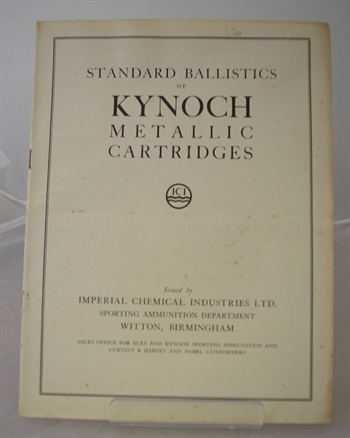 STANDARD BALLISTICS
OF
KYNOCH
METALLIC
CARTRIDGES
ICI
Issued by
IMPERIAL CHEMICAL INDUSTRIES LTD.
SPORTING AMMUNITION DEPARTMENT
WITTON, BIRMINGHAM
SALES OFFICE FOR ELEY AND KYNOCH SPORTING AMMUNITION AND
CURTIS'S & HARVEY AND NOBEL GUNPOWDERS